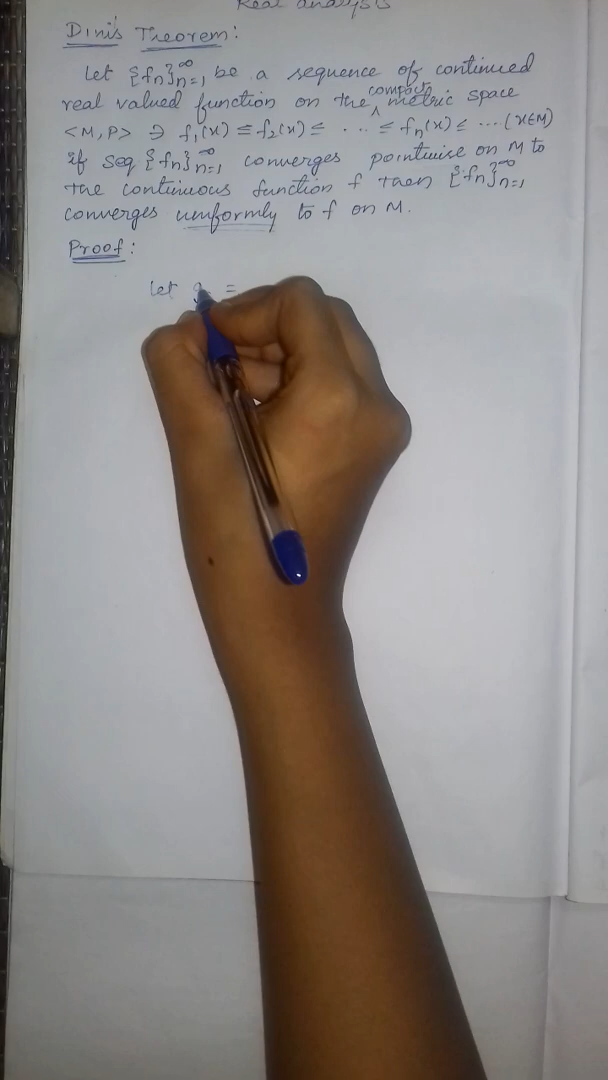 Real analysis
Dini's Theorem:
Let {fn}∞n=1 be a sequence of continued
real valued function on the compact metric space
<M,P> ∋ f1(x) ≤ f2(x) ≤ ... ≤ fn(x) ≤ ... (x∈M)
if seq {fn}∞n=1 converges pointwise on M to
the continuous function f then {fn}∞n=1
converges uniformly to f on M.
Proof:
Let g =